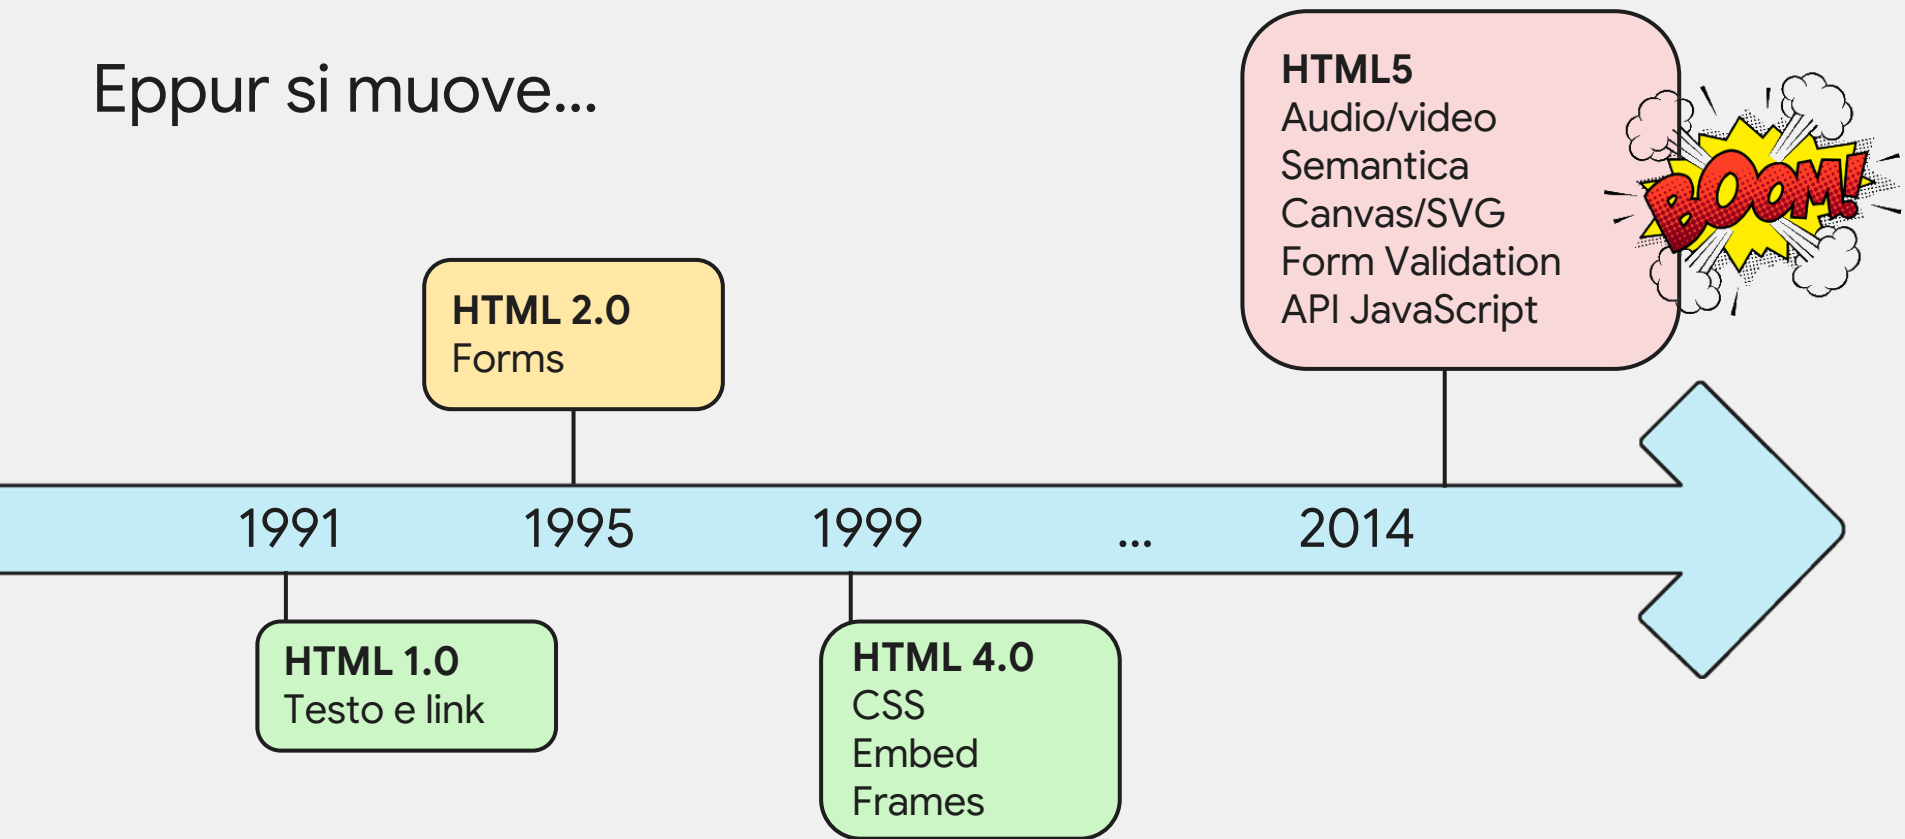 Eppur si muove...
HTML5
Audio/video
Semantica
Canvas/SVG
Form Validation
API JavaScript
BOOM!
HTML 2.0
Forms
1991
1995
1999
...
2014
HTML 1.0
Testo e link
HTML 4.0
CSS
Embed
Frames